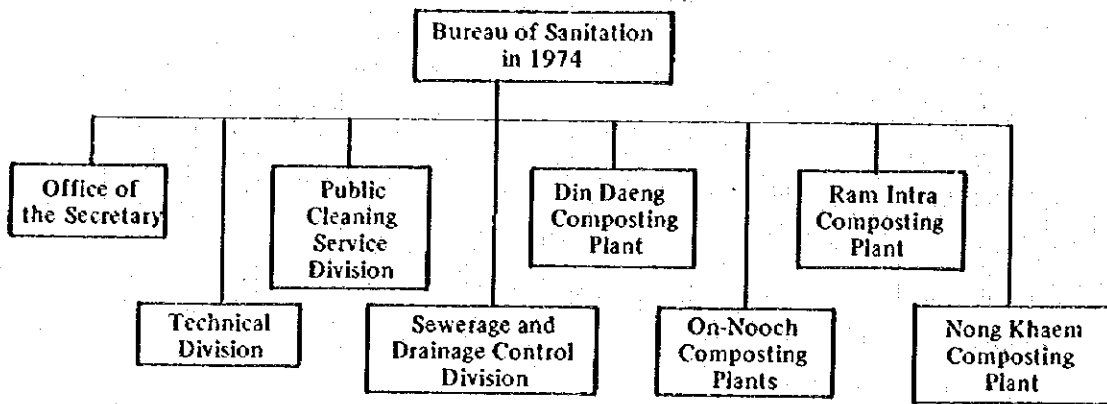 Bureau of Sanitation
in 1974
Office of
the Secretary
Technical
Division
Public
Cleaning
Service
Division
Sewerage and
Drainage Control
Division
Din Daeng
Composting
Plant
On-Nooch
Composting
Plants
Ram Intra
Composting
Plant
Nong Khaem
Composting
Plant